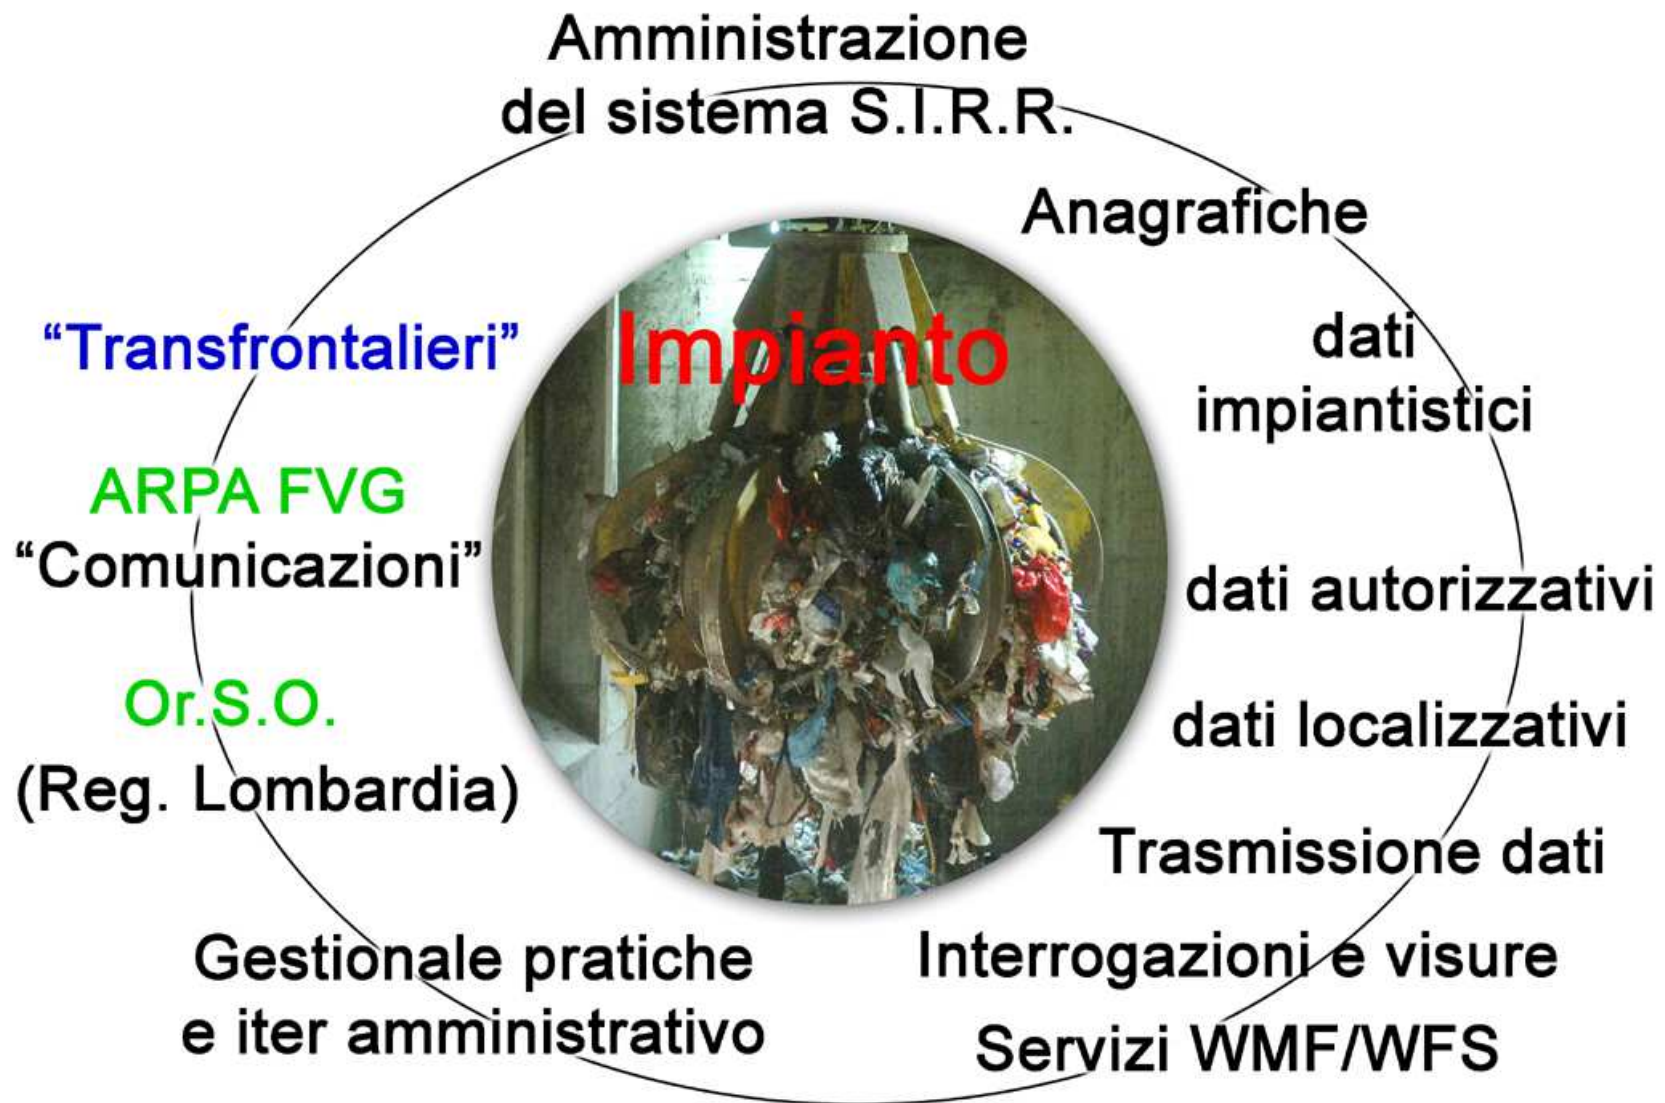 Amministrazione
del sistema S.I.R.R.
Anagrafiche
dati
impiantistici
dati autorizzativi
dati localizzativi
Trasmissione dati
Interrogazioni e visure
Servizi WMF/WFS
Gestionale pratiche
e iter amministrativo
Or.S.O.
(Reg. Lombardia)
ARPA FVG
“Comunicazioni”
“Transfrontalieri”
Impianto